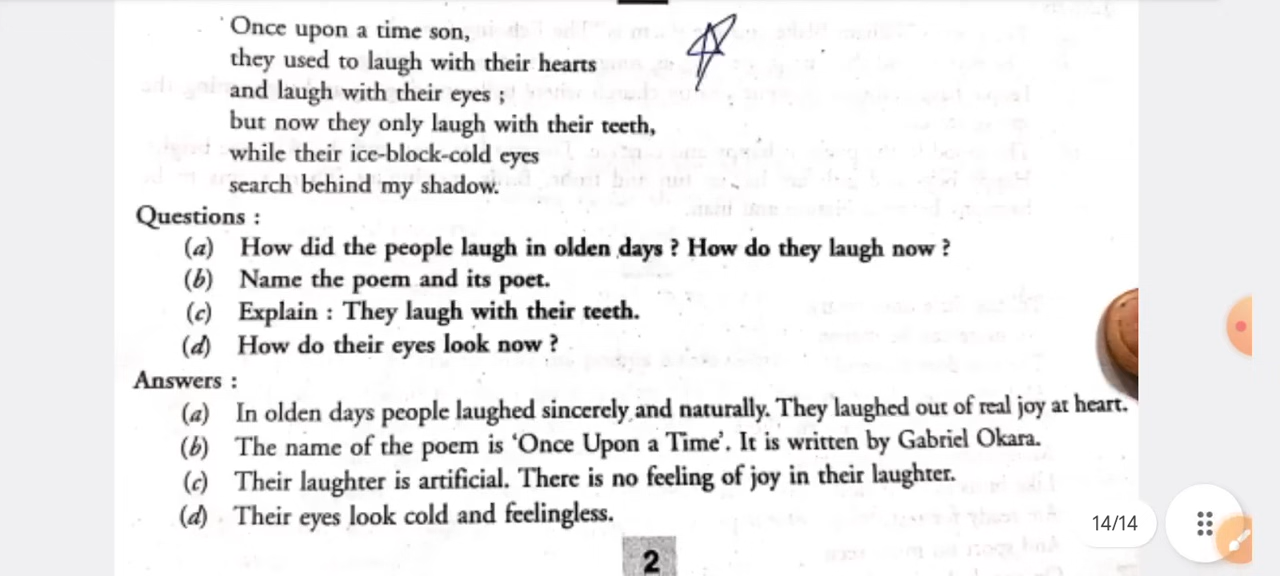 Once upon a time son,
they used to laugh with their hearts
and laugh with their eyes ;
but now they only laugh with their teeth,
while their ice-block-cold eyes
search behind my shadow.
Questions :
(a) How did the people laugh in olden days ? How do they laugh now ?
(b) Name the poem and its poet.
(c) Explain : They laugh with their teeth.
(d) How do their eyes look now ?
Answers :
(a) In olden days people laughed sincerely and naturally. They laughed out of real joy at heart.
(b) The name of the poem is 'Once Upon a Time'. It is written by Gabriel Okara.
(c) Their laughter is artificial. There is no feeling of joy in their laughter.
(d) Their eyes look cold and feelingless.
14/14
2